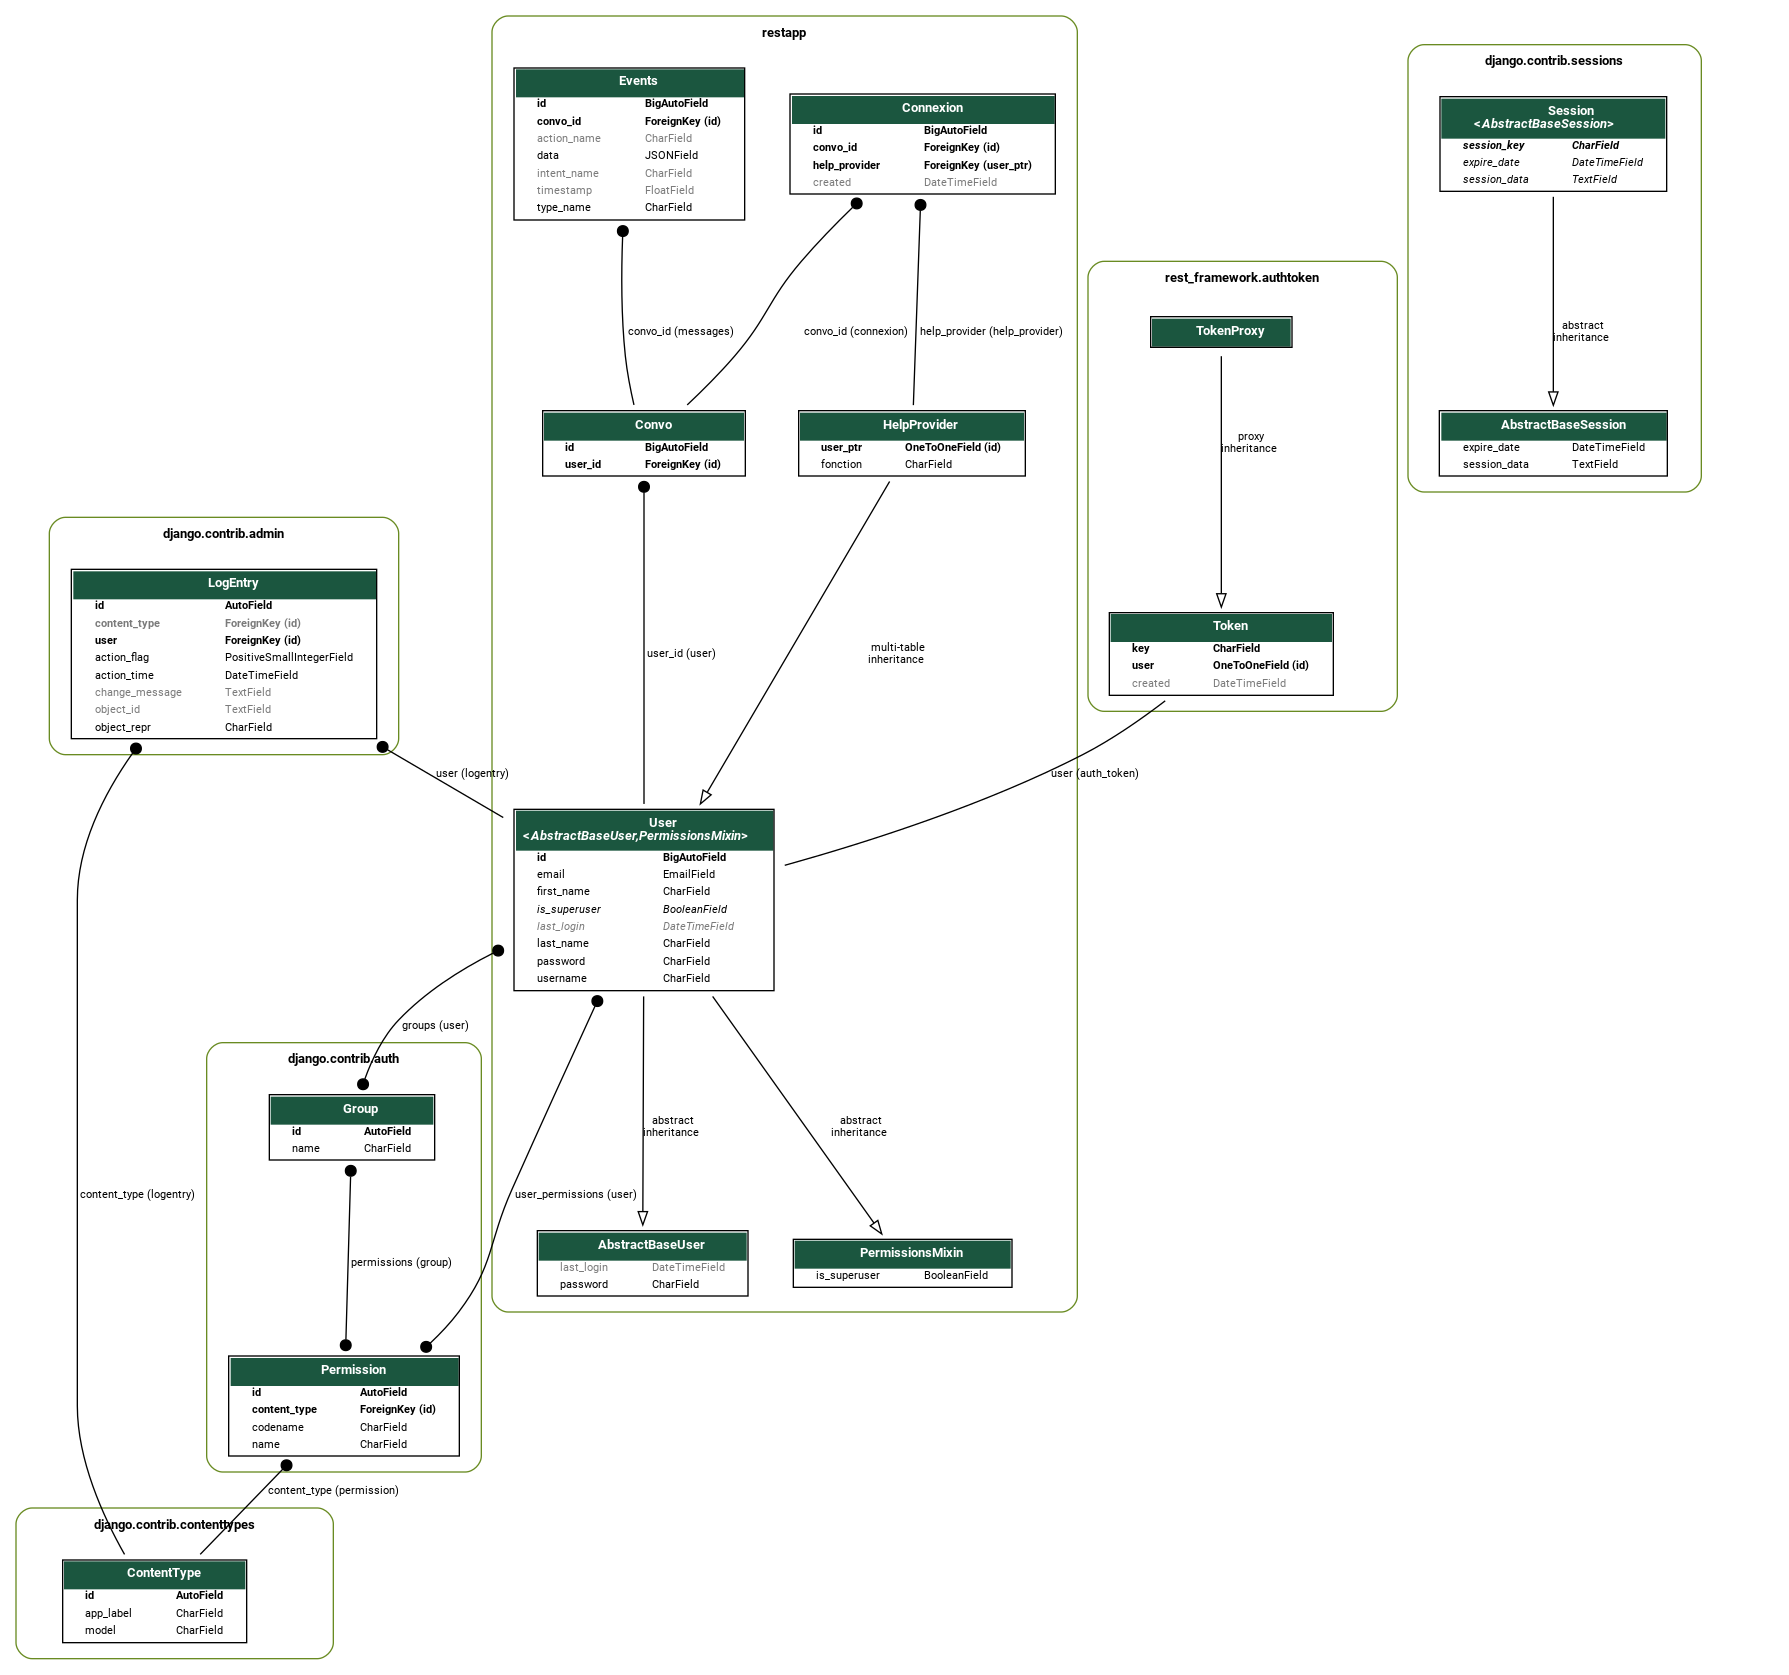 restapp
Events
id BigAutoField
convo_id ForeignKey (id)
action_name CharField
data JSONField
intent_name CharField
timestamp FloatField
type_name CharField
Connexion
id BigAutoField
convo_id ForeignKey (id)
help_provider ForeignKey (user_ptr)
created DateTimeField
convo_id (messages)
convo_id (connexion)
help_provider (help_provider)
Convo
id BigAutoField
user_id ForeignKey (id)
HelpProvider
user_ptr OneToOneField (id)
fonction CharField
user_id (user)
multi-table
inheritance
User
<AbstractBaseUser,PermissionsMixin>
id BigAutoField
email EmailField
first_name CharField
is_superuser BooleanField
last_login DateTimeField
last_name CharField
password CharField
username CharField
abstract
inheritance
abstract
inheritance
user_permissions (user)
AbstractBaseUser
last_login DateTimeField
password CharField
PermissionsMixin
is_superuser BooleanField
django.contrib.sessions
Session
<AbstractBaseSession>
session_key CharField
expire_date DateTimeField
session_data TextField
abstract
inheritance
AbstractBaseSession
expire_date DateTimeField
session_data TextField
rest_framework.authtoken
TokenProxy
proxy
inheritance
Token
key CharField
user OneToOneField (id)
created DateTimeField
user (auth_token)
django.contrib.admin
LogEntry
id AutoField
content_type ForeignKey (id)
user ForeignKey (id)
action_flag PositiveSmallIntegerField
action_time DateTimeField
change_message TextField
object_id TextField
object_repr CharField
user (logentry)
groups (user)
django.contrib.auth
Group
id AutoField
name CharField
content_type (logentry)
permissions (group)
Permission
id AutoField
content_type ForeignKey (id)
codename CharField
name CharField
content_type (permission)
django.contrib.contenttypes
ContentType
id AutoField
app_label CharField
model CharField